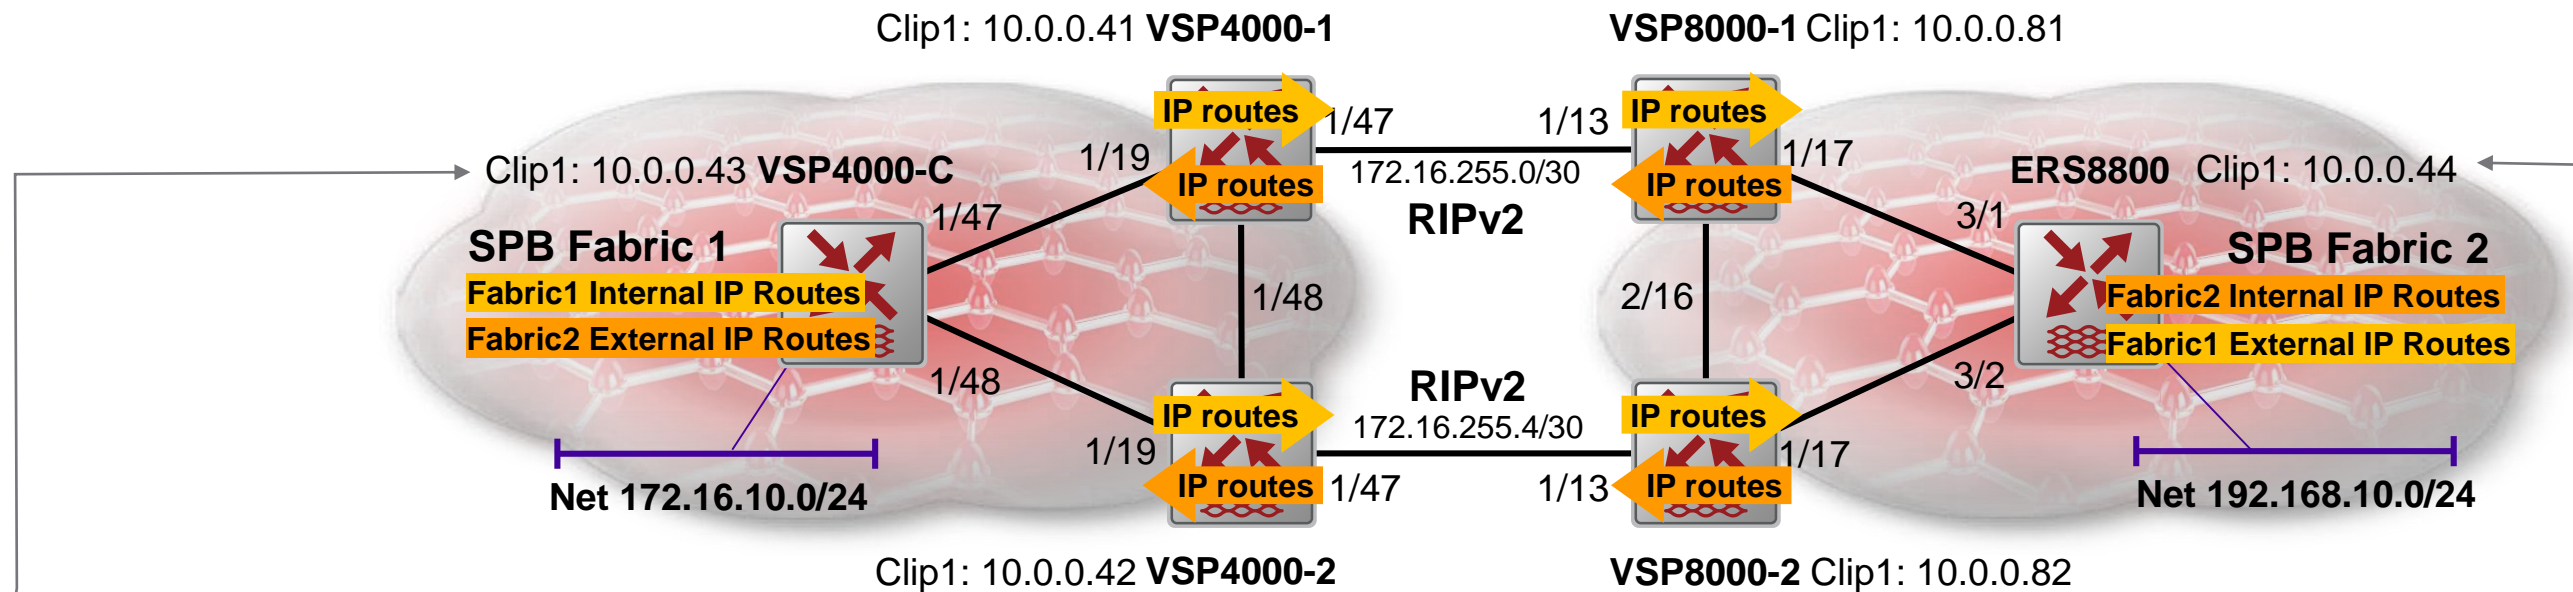 Clip1: 10.0.0.41 VSP4000-1
VSP8000-1 Clip1: 10.0.0.81
IP routes
IP routes
1/47
1/13
1/19
IP routes
IP routes
1/17
172.16.255.0/30
RIPv2
Clip1: 10.0.0.43 VSP4000-C
ERS8800 Clip1: 10.0.0.44
1/47
3/1
SPB Fabric 1
SPB Fabric 2
Fabric1 Internal IP Routes
Fabric2 Internal IP Routes
1/48
2/16
Fabric2 External IP Routes
Fabric1 External IP Routes
1/48
3/2
RIPv2
172.16.255.4/30
IP routes
IP routes
1/19
1/17
IP routes
1/47
1/13
IP routes
Net 172.16.10.0/24
Net 192.168.10.0/24
Clip1: 10.0.0.42 VSP4000-2
VSP8000-2 Clip1: 10.0.0.82